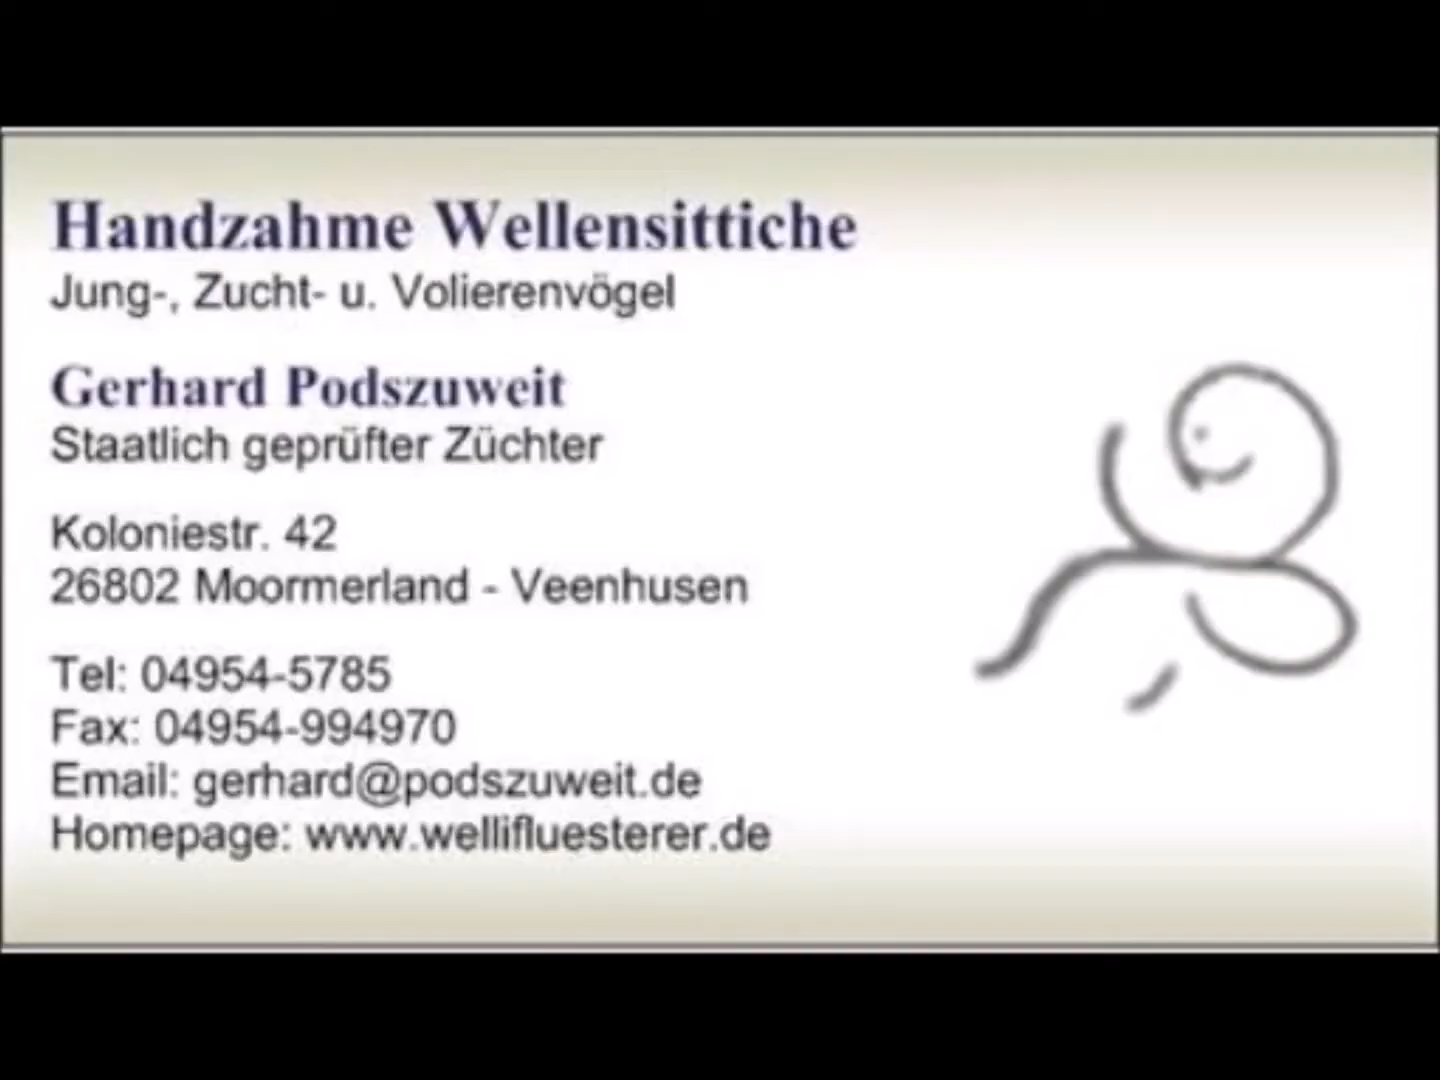 Handzahme Wellensittiche
Jung-, Zucht- u. Volierenvögel
Gerhard Podszuweit
Staatlich geprüfter Züchter
Koloniestr. 42
26802 Moormerland - Veenhusen
Tel: 04954-5785
Fax: 04954-994970
Email: gerhard@podszuweit.de
Homepage: www.wellifluesterer.de